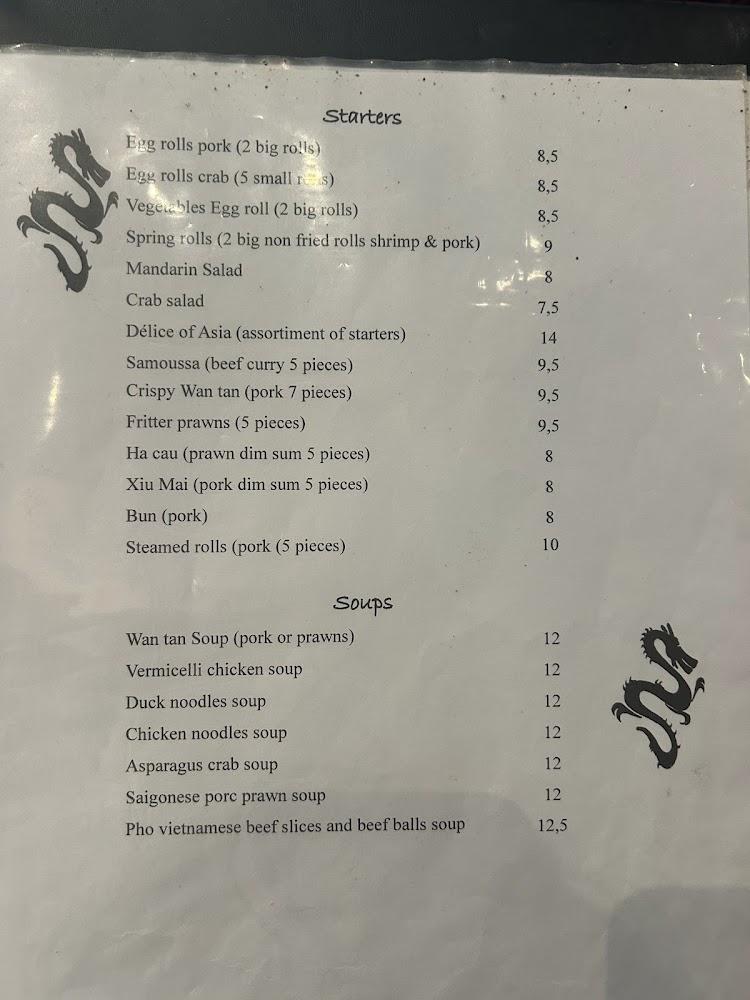 Starters
Egg rolls pork (2 big rolls) 8,5
Egg rolls crab (5 small rolls) 8,5
Vegetables Egg roll (2 big rolls) 8,5
Spring rolls (2 big non fried rolls shrimp & pork) 9
Mandarin Salad 8
Crab salad 7,5
Délice of Asia (assortiment of starters) 14
Samoussa (beef curry 5 pieces) 9,5
Crispy Wan tan (pork 7 pieces) 9,5
Fritter prawns (5 pieces) 9,5
Ha cau (prawn dim sum 5 pieces) 8
Xiu Mai (pork dim sum 5 pieces) 8
Bun (pork) 8
Steamed rolls (pork (5 pieces) 10
Soups
Wan tan Soup (pork or prawns) 12
Vermicelli chicken soup 12
Duck noodles soup 12
Chicken noodles soup 12
Asparagus crab soup 12
Saigonese porc prawn soup 12
Pho vietnamese beef slices and beef balls soup 12,5